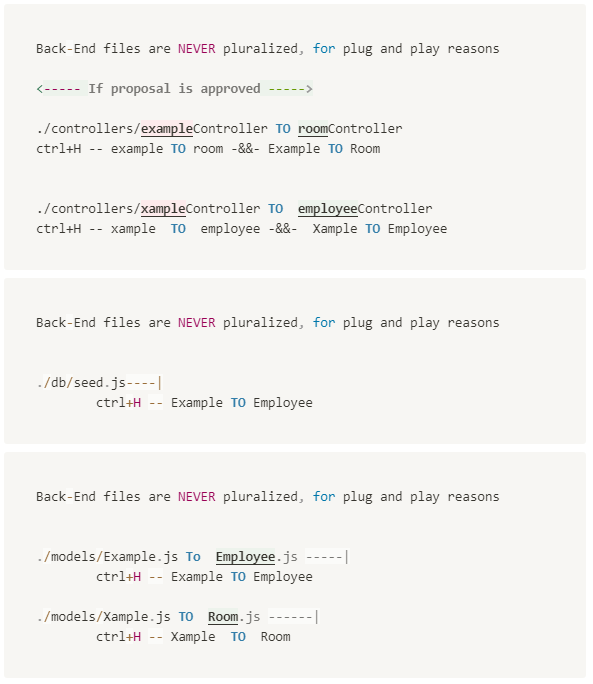 Back-End files are NEVER pluralized, for plug and play reasons
<----- If proposal is approved ----->
./controllers/exampleController TO roomController
ctrl+H -- example TO room -&&- Example TO Room
./controllers/xampleController TO  employeeController
ctrl+H -- xample  TO  employee -&&-  Xample TO Employee
Back-End files are NEVER pluralized, for plug and play reasons
./db/seed.js----|
ctrl+H -- Example TO Employee
Back-End files are NEVER pluralized, for plug and play reasons
./models/Example.js To  Employee.js -----|
ctrl+H -- Example TO Employee
./models/Xample.js TO  Room.js ------|
ctrl+H -- Xample  TO  Room